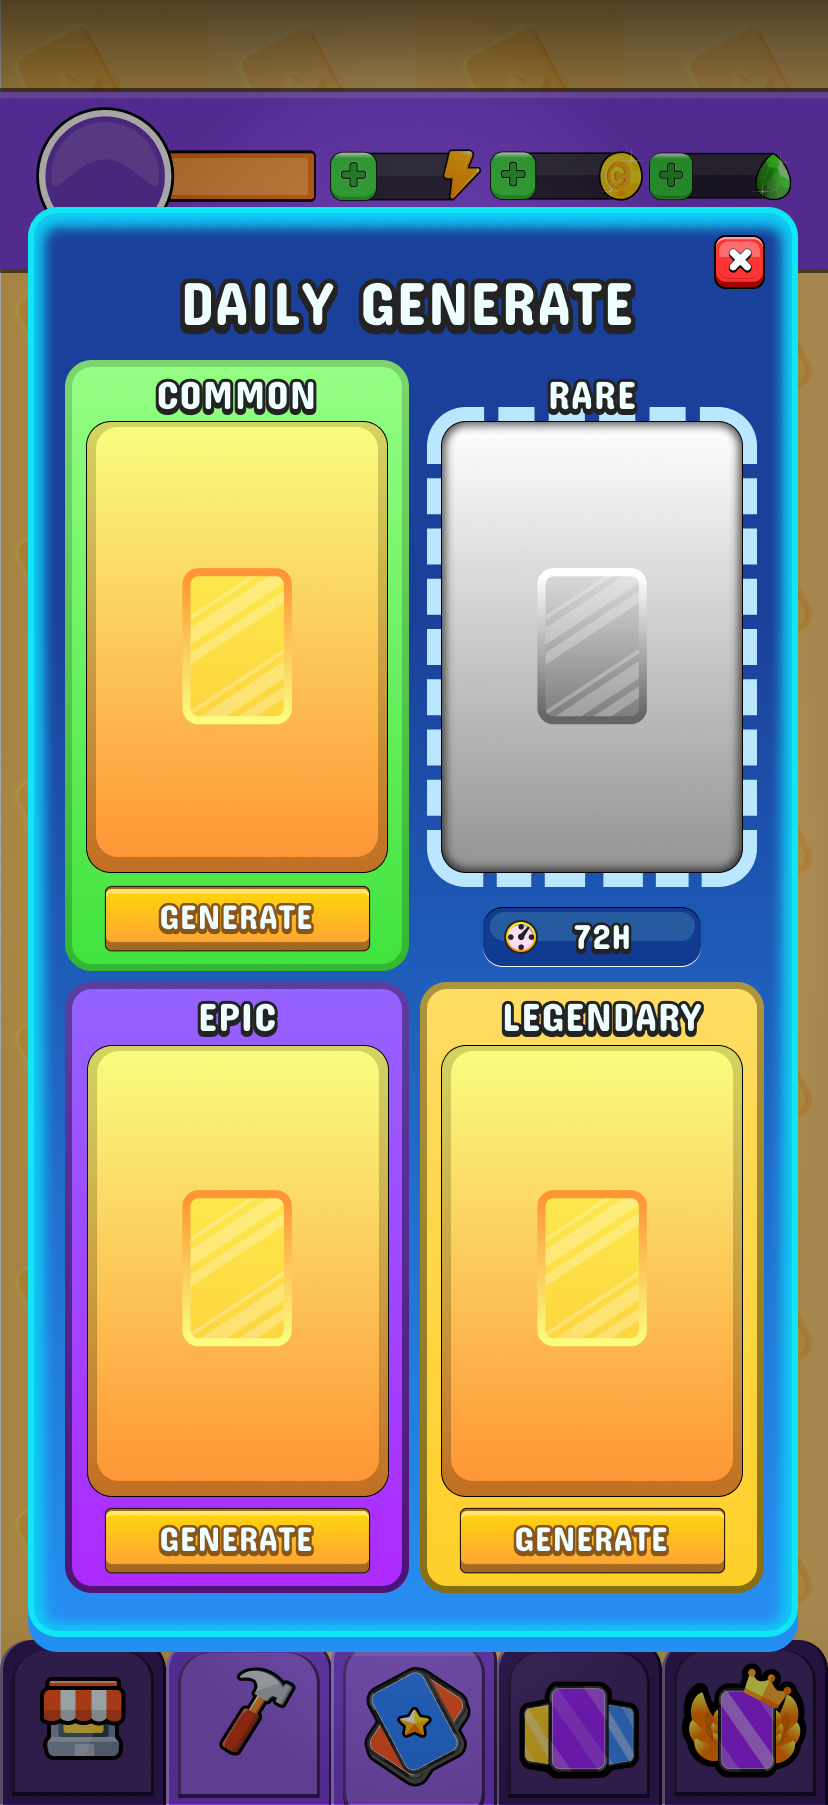 DAILY GENERATE
COMMON
RARE
GENERATE
72H
EPIC
LEGENDARY
GENERATE
GENERATE